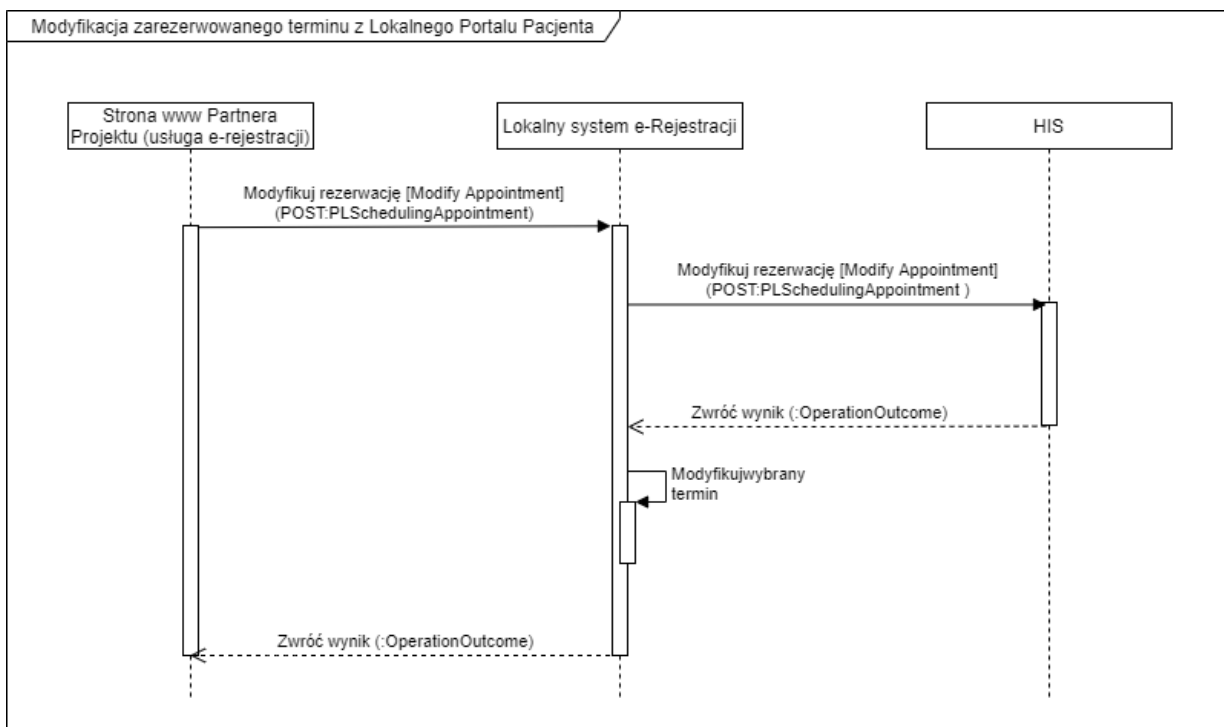 Modyfikacja zarezerwowanego terminu z Lokalnego Portalu Pacjenta
Strona www Partnera
Projektu (usługa e-rejestracji)
Lokalny system e-Rejestracji
HIS
Modyfikuj rezerwację [Modify Appointment]
(POST:PLSchedulingAppointment)
Modyfikuj rezerwację [Modify Appointment]
(POST:PLSchedulingAppointment )
Zwróć wynik (:OperationOutcome)
Modyfikujwybrany
termin
Zwróć wynik (:OperationOutcome)